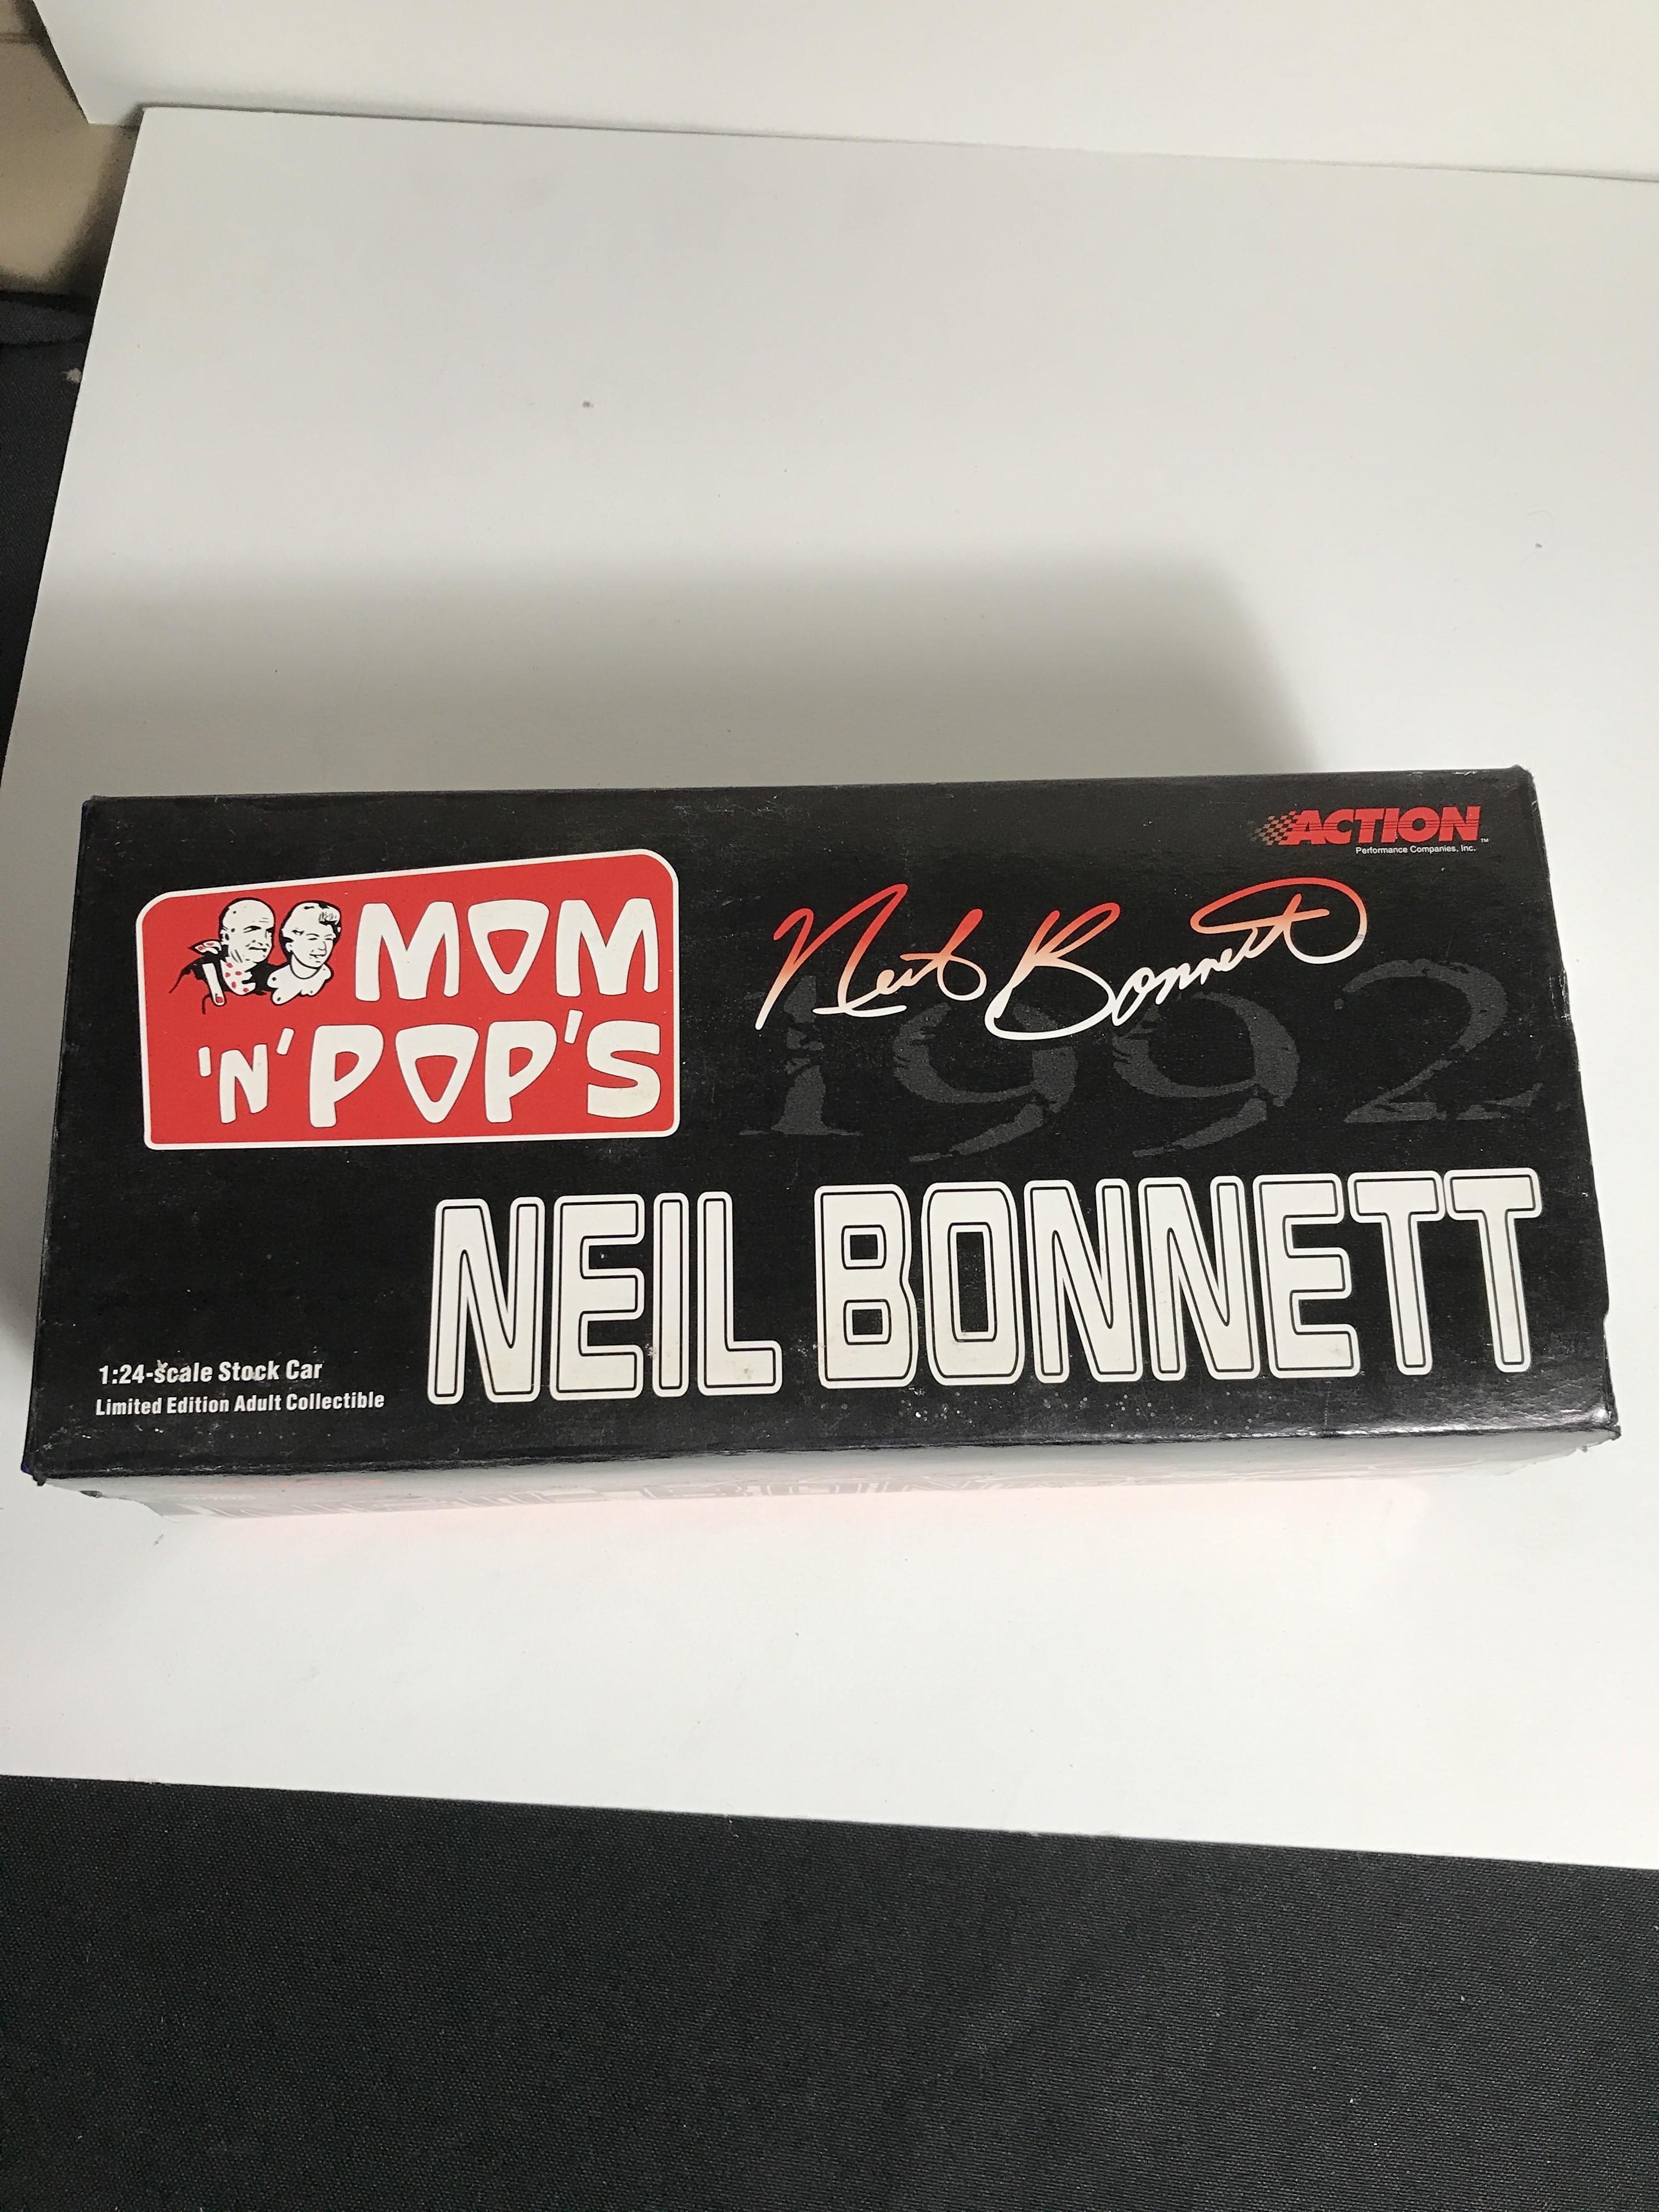 ACTION™
Performance Companies, Inc.
MOM
'N' POP'S
Neil Bonnett
1992
NEIL BONNETT
1:24-scale Stock Car
Limited Edition Adult Collectible